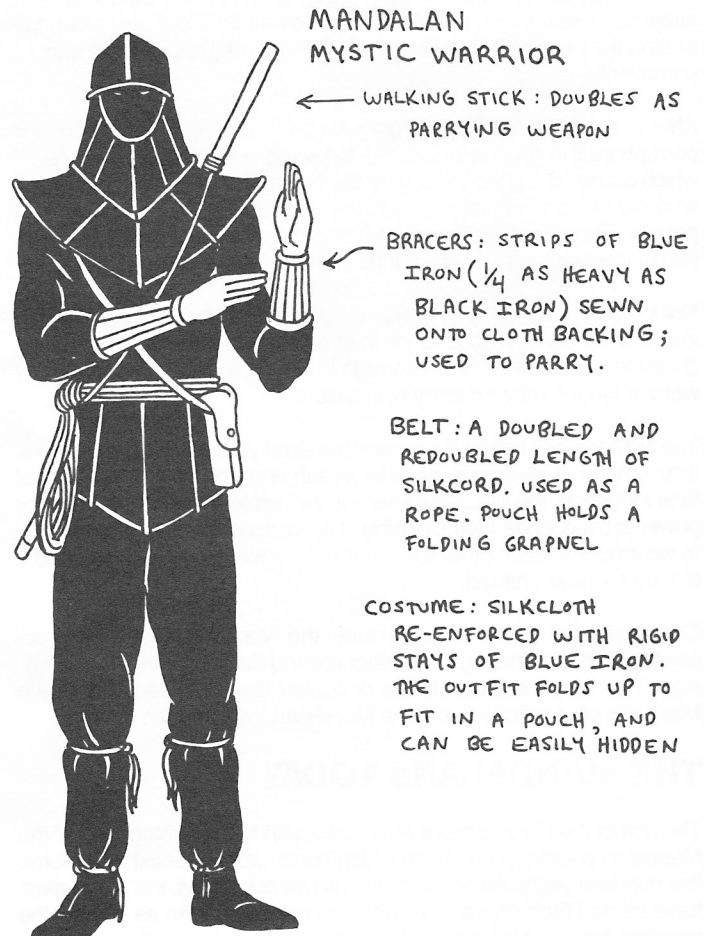 MANDALAN
MYSTIC WARRIOR
WALKING STICK : DOUBLES AS
PARRYING WEAPON
BRACERS : STRIPS OF BLUE
IRON (1/4 AS HEAVY AS
BLACK IRON) SEWN
ONTO CLOTH BACKING ;
USED TO PARRY.
BELT : A DOUBLED AND
REDOUBLED LENGTH OF
SILKCORD. USED AS A
ROPE. POUCH HOLDS A
FOLDING GRAPNEL
COSTUME : SILKCLOTH
RE-ENFORCED WITH RIGID
STAYS OF BLUE IRON.
THE OUTFIT FOLDS UP TO
FIT IN A POUCH, AND
CAN BE EASILY HIDDEN